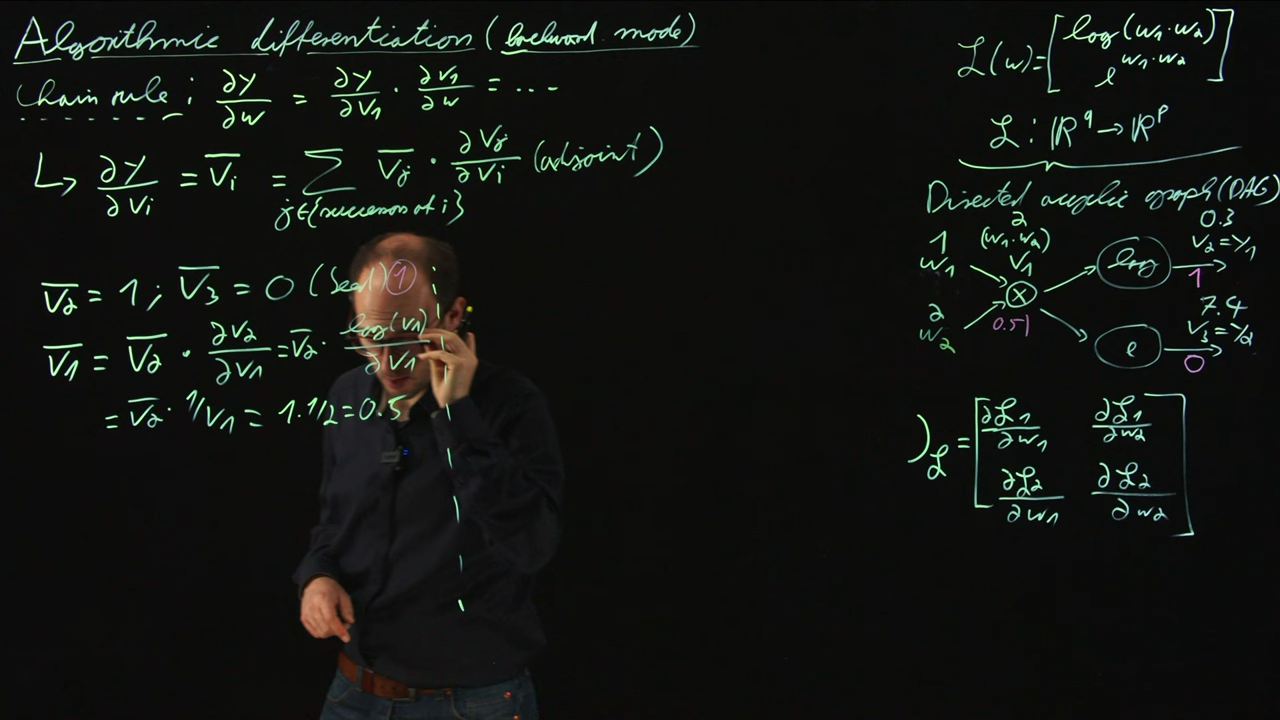 Algorithmic differentiation (backward mode)
Chain rule: ∂y/∂w = ∂y/∂v1 · ∂v1/∂w = ...
↳ ∂y/∂vi = v̄i = Σ j∈{successors of i} v̄j · ∂vj/∂vi (adjoint)
v̄2 = 1; v̄3 = 0 (Seed) 1
v̄1 = v̄2 · ∂v2/∂v1 = v̄2 · log(v1)/∂v1
= v̄2 · 1/v1 = 1·1/2 = 0.5
L(w) = [log(w1·w2)
e^(w1·w2)]
L : ℝ^q → ℝ^p
Directed acyclic graph (DAG)
2 0.3
1 (w1·w2) v2=y1
w1 v1 log
× 1
2 0.5 7.4
w2 e v3=y2
0
J_L = [∂L1/∂w1 ∂L1/∂w2
∂L2/∂w1 ∂L2/∂w2]